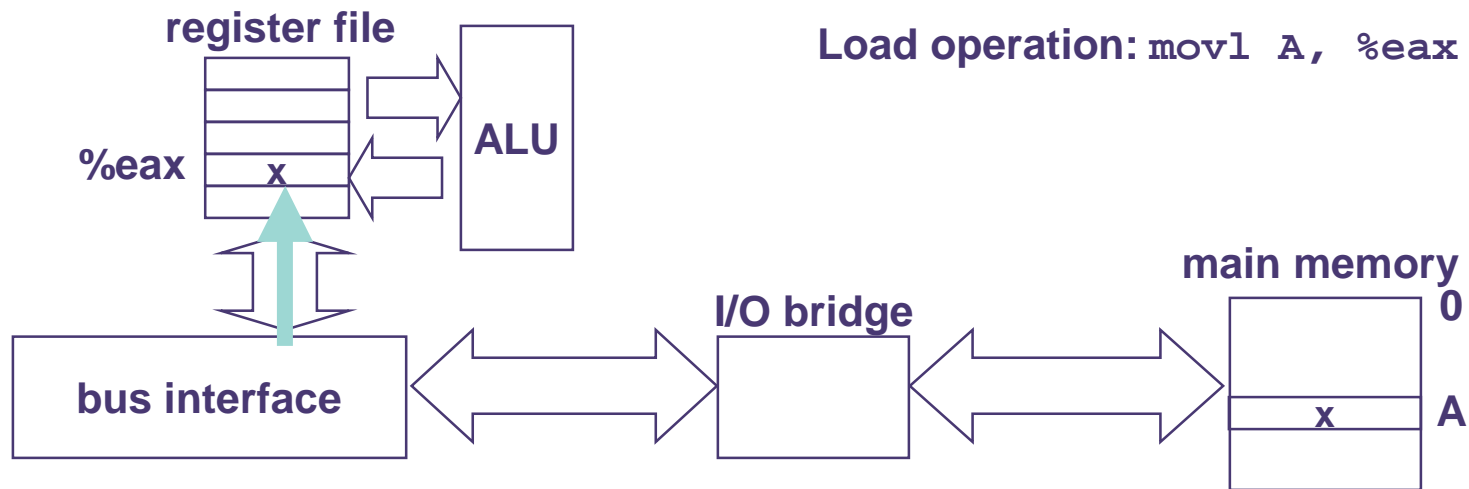 register file
Load operation: movl A, %eax
ALU
%eax
x
main memory
0
I/O bridge
bus interface
x
A